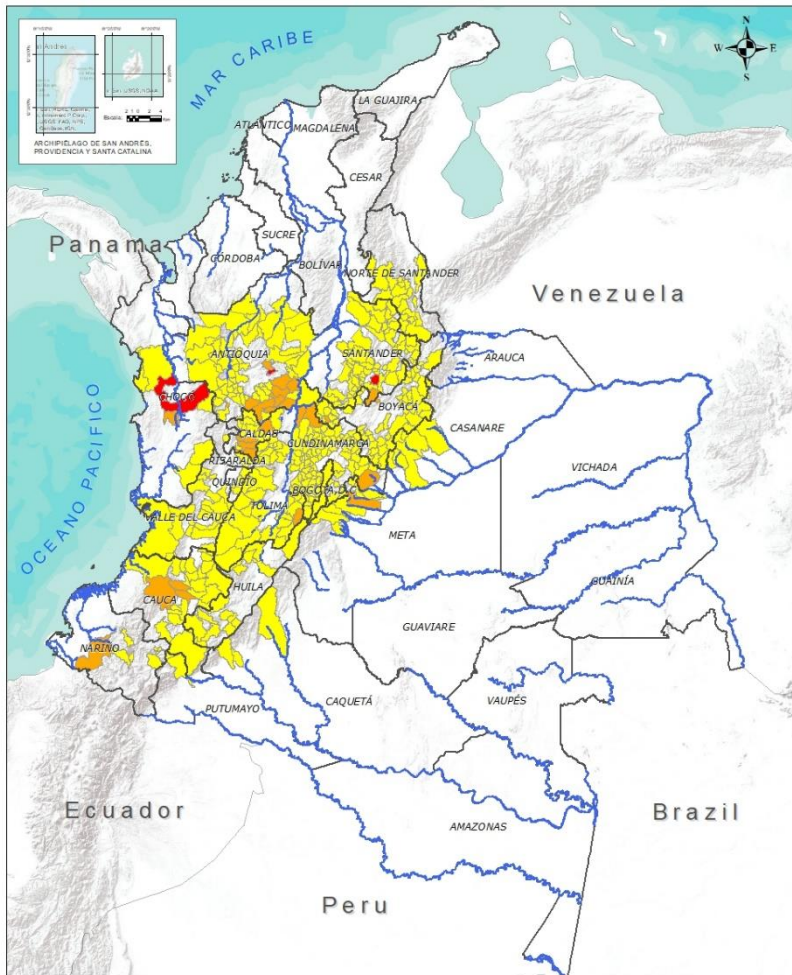 MAR CARIBE
N
W E
S
ARCHIPIÉLAGO DE SAN ANDRÉS,
PROVIDENCIA Y SANTA CATALINA
LA GUAJIRA
ATLÁNTICO
MAGDALENA
CESAR
SUCRE
Panama
CÓRDOBA
BOLÍVAR
NORTE DE SANTANDER
Venezuela
ANTIOQUIA
SANTANDER
ARAUCA
CHOCÓ
BOYACÁ
CASANARE
CALDAS
CUNDINAMARCA
RISARALDA
VICHADA
QUINDÍO
BOGOTÁ, D.C.
TOLIMA
VALLE DEL CAUCA
META
OCEANO PACIFICO
HUILA
GUAINÍA
CAUCA
GUAVIARE
NARIÑO
CAQUETÁ
VAUPÉS
PUTUMAYO
Ecuador
Brazil
AMAZONAS
Peru